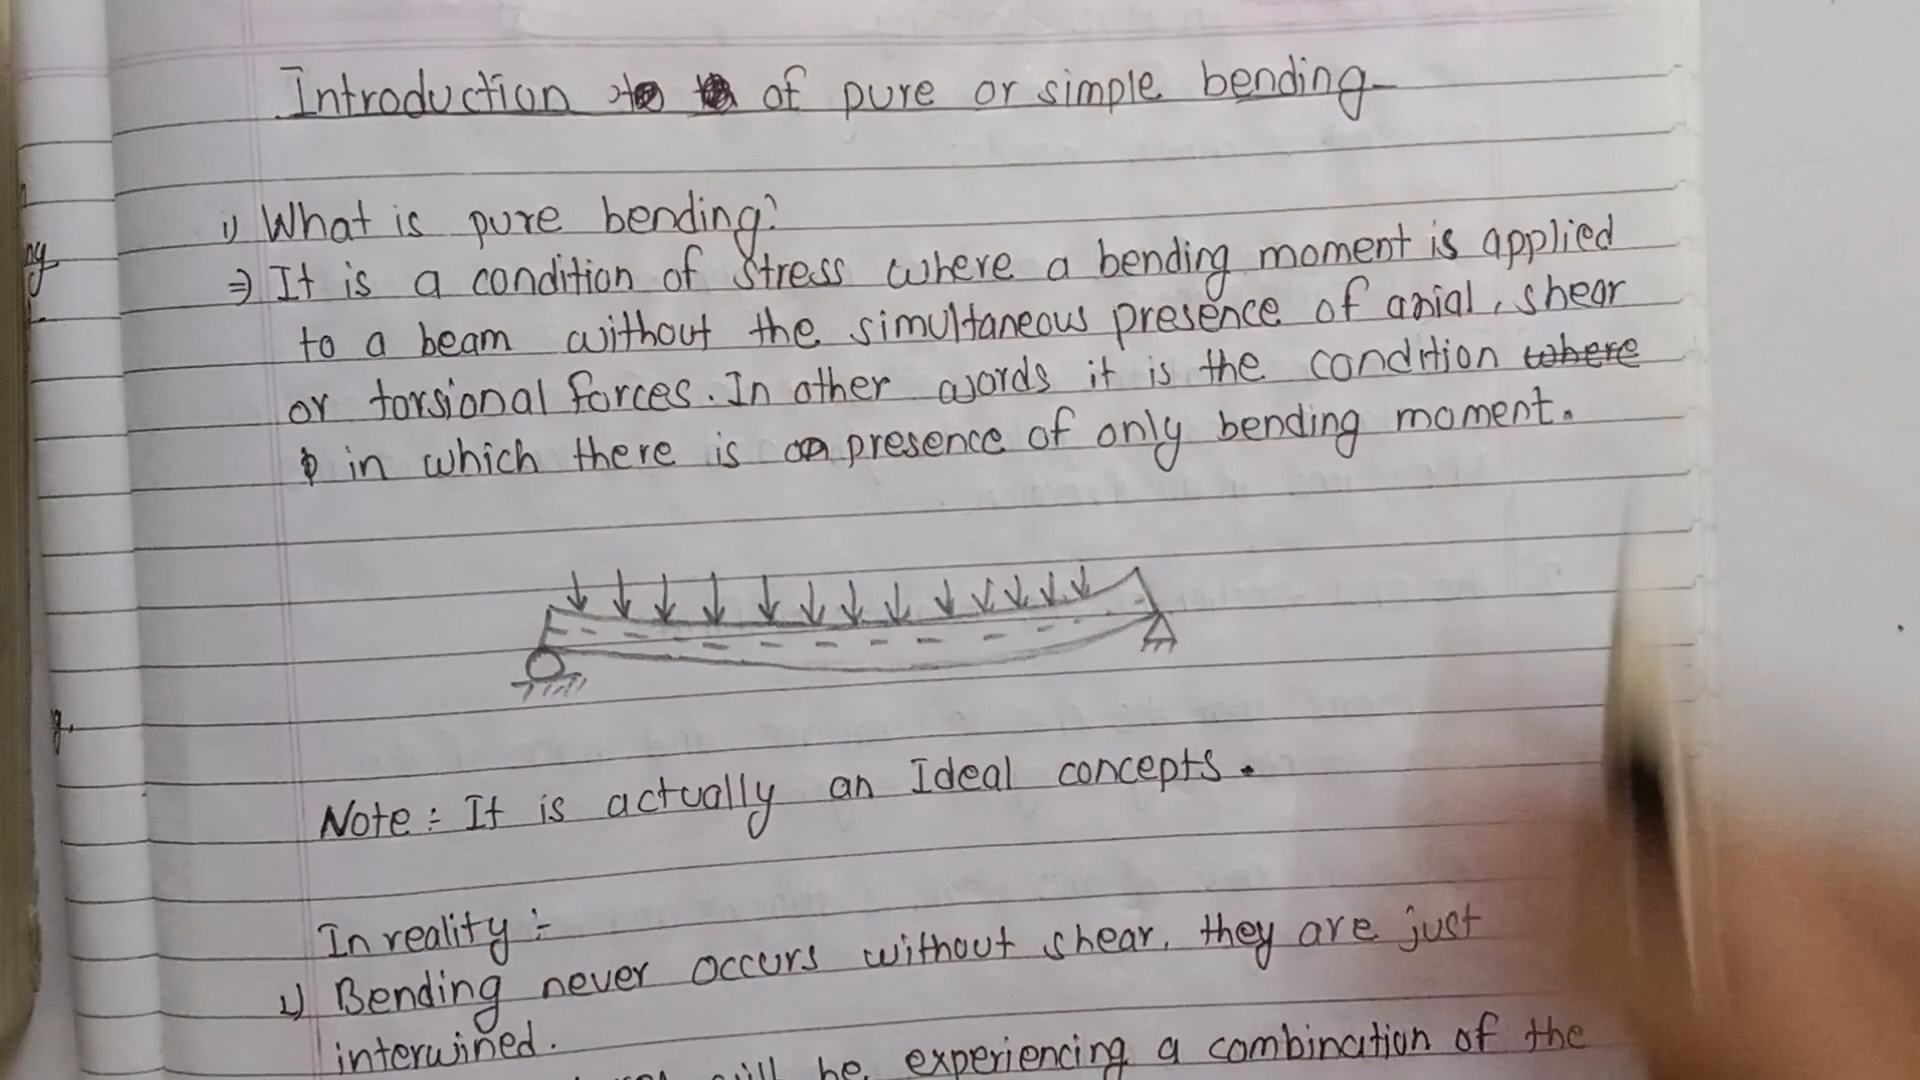 Introduction of pure or simple bending
1) What is pure bending?
⇒ It is a condition of stress where a bending moment is applied
to a beam without the simultaneous presence of axial, shear
or torsional forces. In other words it is the condition where
in which there is presence of only bending moment.
Note : It is actually an Ideal concepts.
In reality :-
1) Bending never occurs without shear, they are just
interwined.
will be experiencing a combination of the